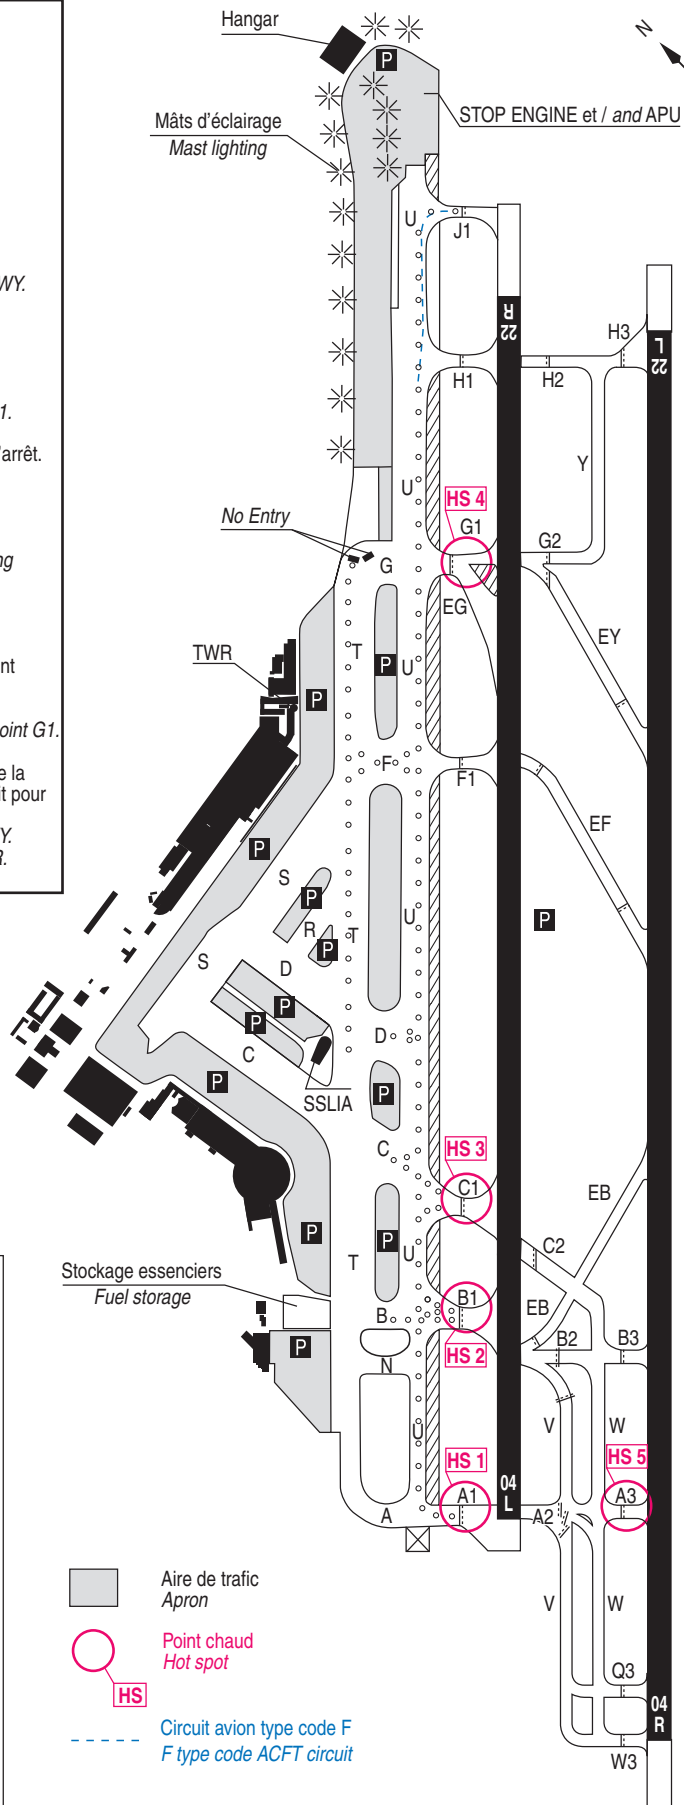 Hangar
N
P
STOP ENGINE et / and APU
Mâts d'éclairage
Mast lighting
U
J1
WY.
22
R
H3
22
L
H1
H2
1.
'arrêt.
Y
U
HS 4
No Entry
G1
G2
ng
G
EG
EY
TWR
T
P
U
nt
P
oint G1.
F
e la
F1
it pour
EF
Y.
R.
P
S
P
U
P
R
T
P
S
D
P
P
D
C
P
P
SSLIA
C
HS 3
C1
EB
P
P
U
C2
T
Stockage essenciers
Fuel storage
B1
EB
B
B2
B3
P
N
HS 2
U
V
W
HS 1
HS 5
04
L
A1
A3
A
A2
Aire de trafic
Apron
V
W
Point chaud
Hot spot
Q3
HS
04
R
Circuit avion type code F
F type code ACFT circuit
W3